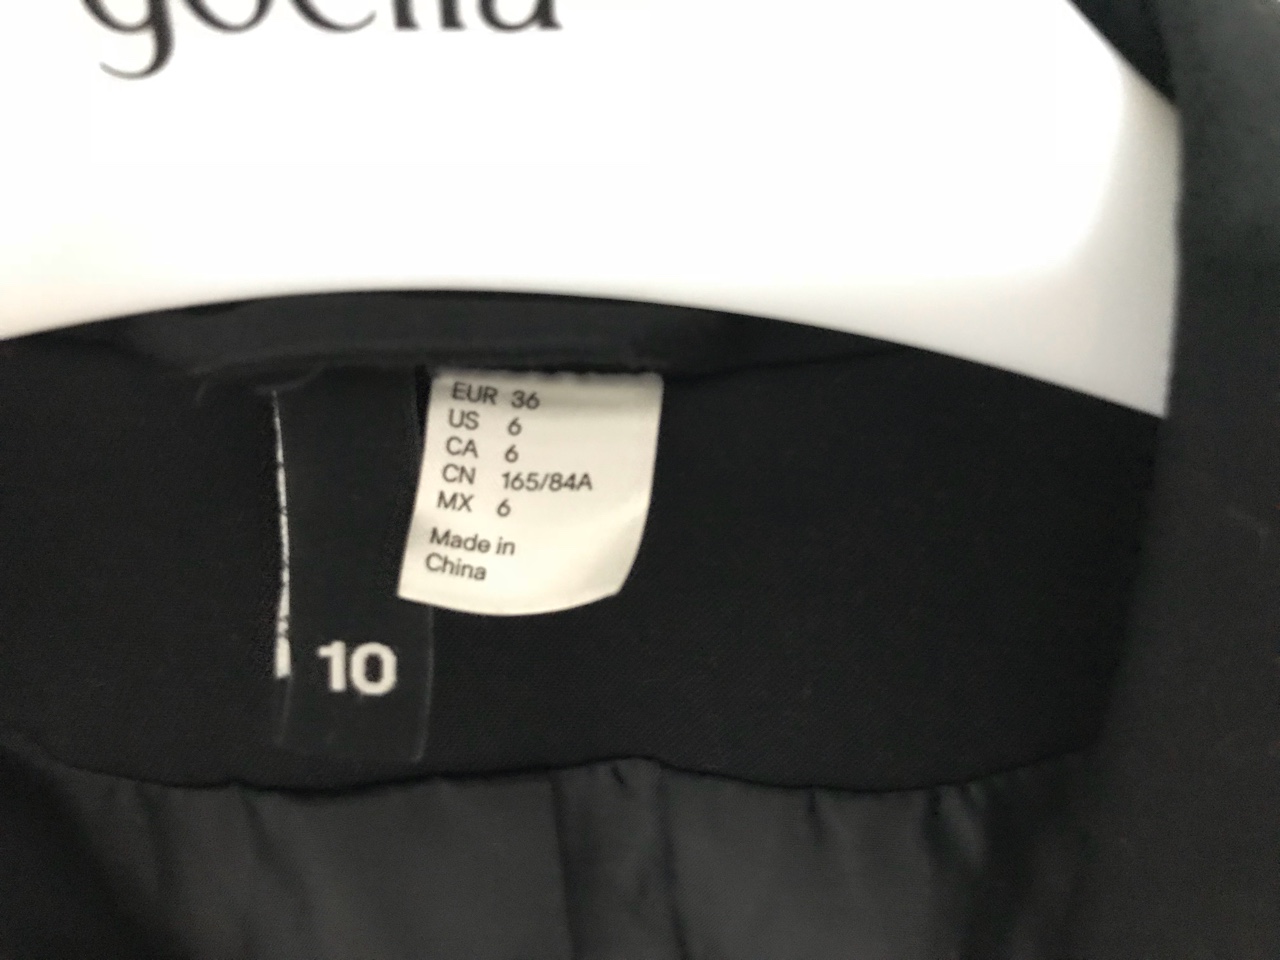 EUR 36
US 6
CA 6
CN 165/84A
MX 6
Made in
China
10